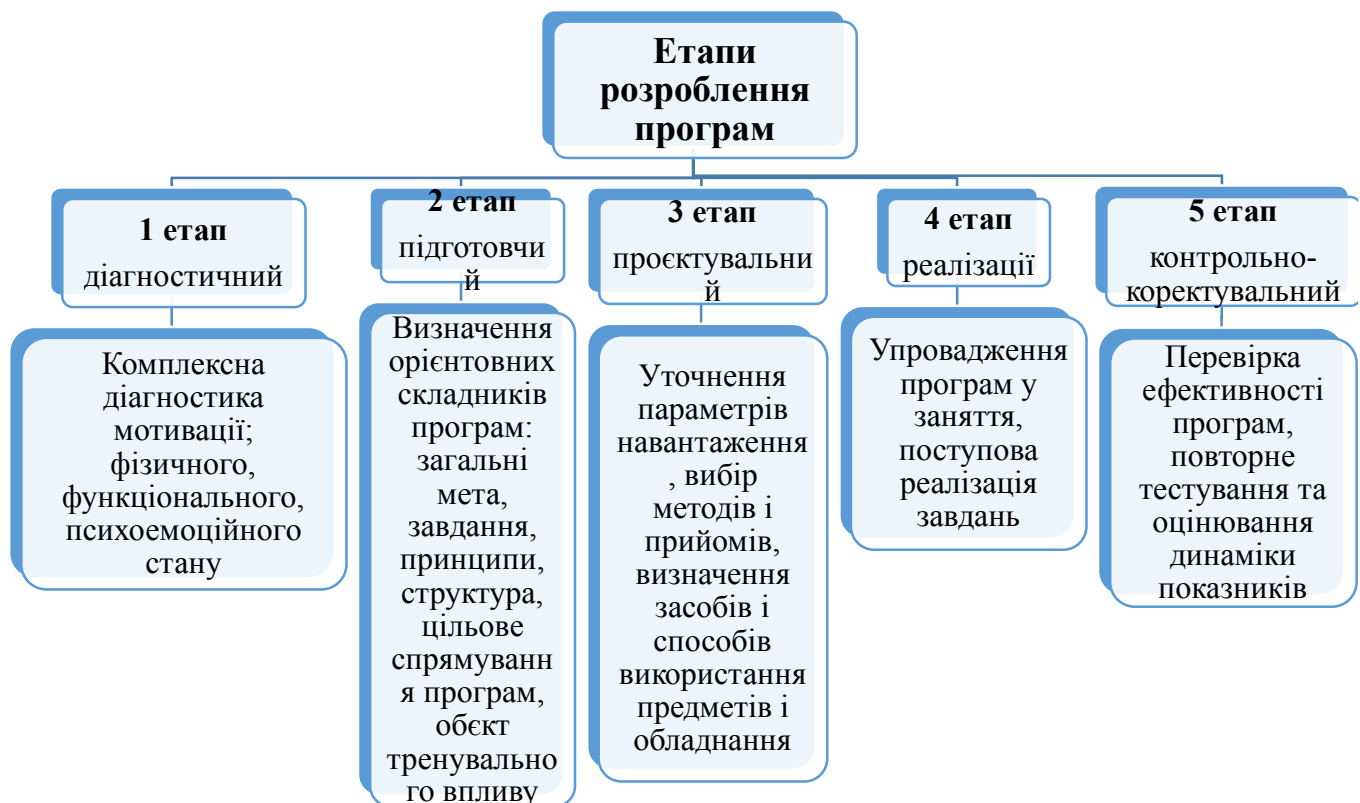 Етапи
розроблення
програм
1 етап
діагностичний
2 етап
підготовчи
й
3 етап
проєктувальни
й
4 етап
реалізації
5 етап
контрольно-
коректувальний
Комплексна
діагностика
мотивації;
фізичного,
функціонального,
психоемоційного
стану
Визначення
орієнтовних
складників
програм:
загальні
мета,
завдання,
принципи,
структура,
цільове
спрямуванн
я програм,
обєкт
тренувально
го впливу
Уточнення
параметрів
навантаження
, вибір
методів і
прийомів,
визначення
засобів і
способів
використання
предметів і
обладнання
Упровадження
програм у
заняття,
поступова
реалізація
завдань
Перевірка
ефективності
програм,
повторне
тестування та
оцінювання
динаміки
показників